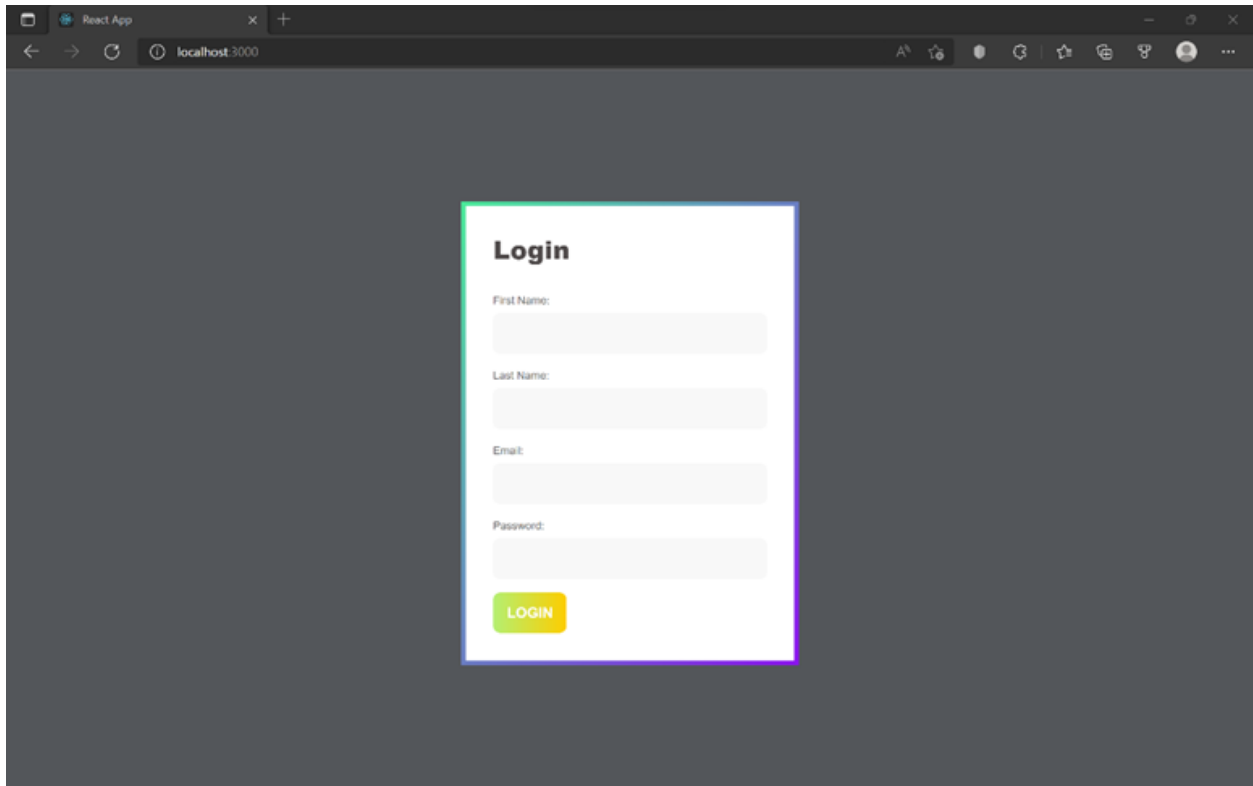 React App
localhost:3000
Login
First Name:
Last Name:
Email:
Password:
LOGIN